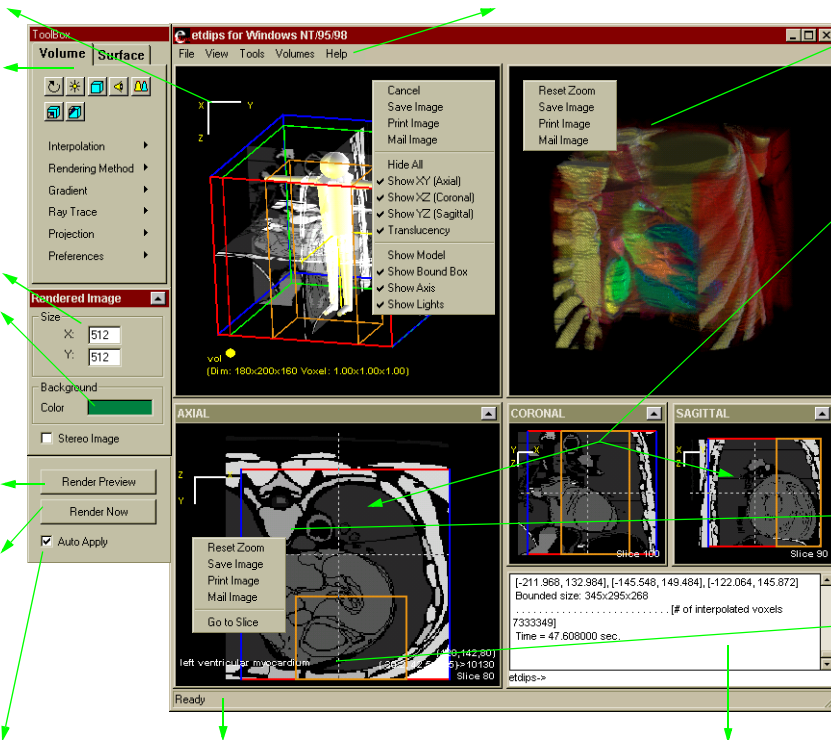 ToolBox
Volume
Surface
Interpolation
Rendering Method
Gradient
Ray Trace
Projection
Preferences
Rendered Image
Size
X: 512
Y: 512
Background
Color
Stereo Image
Render Preview
Render Now
Auto Apply
etdips for Windows NT/95/98
File View Tools Volumes Help
X Y
Z
Cancel
Save Image
Print Image
Mail Image
Hide All
Show XY (Axial)
Show XZ (Coronal)
Show YZ (Sagittal)
Translucency
Show Model
Show Bound Box
Show Axis
Show Lights
vol
(Dim: 180x200x160 Voxel: 1.00x1.00x1.00)
Reset Zoom
Save Image
Print Image
Mail Image
AXIAL
Z X
Y
Reset Zoom
Save Image
Print Image
Mail Image
Go to Slice
left ventricular myocardium
,142,80)
)->10130
Slice 80
CORONAL
Y X
Z
Slice 100
SAGITTAL
X
Z
Slice 90
[-211.968, 132.984], [-145.548, 149.484], [-122.064, 145.872]
Bounded size: 345x295x268
. . . . . . . . . . . . . . . . . . . . . . . . . . [# of interpolated voxels
7333349]
Time = 47.608000 sec.
etdips->
Ready